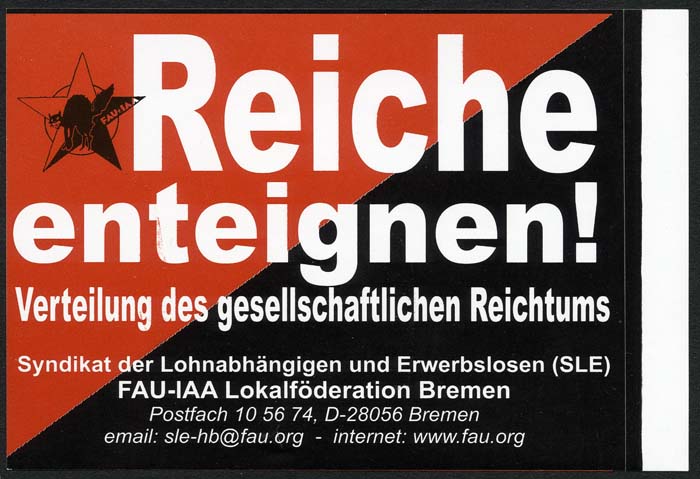 FAU-IAA
Reiche
enteignen!
Verteilung des gesellschaftlichen Reichtums
Syndikat der Lohnabhängigen und Erwerbslosen (SLE)
FAU-IAA Lokalföderation Bremen
Postfach 10 56 74, D-28056 Bremen
email: sle-hb@fau.org - internet: www.fau.org